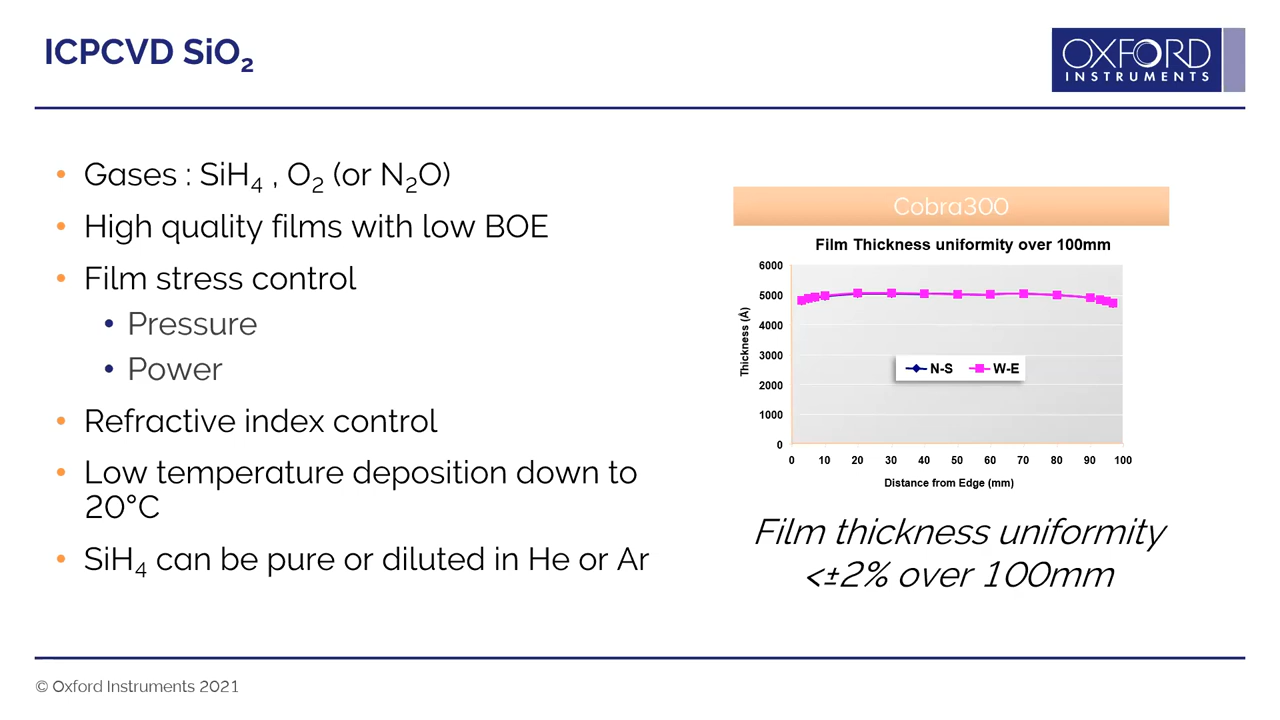 ICPCVD SiO₂
OXFORD
INSTRUMENTS
• Gases : SiH₄ , O₂ (or N₂O)
• High quality films with low BOE
• Film stress control
• Pressure
• Power
• Refractive index control
• Low temperature deposition down to
20°C
• SiH₄ can be pure or diluted in He or Ar
Cobra300
Film Thickness uniformity over 100mm
Thickness (Å)
6000
5000
4000
3000
2000
1000
0
N-S W-E
0 10 20 30 40 50 60 70 80 90 100
Distance from Edge (mm)
Film thickness uniformity
<±2% over 100mm
© Oxford Instruments 2021